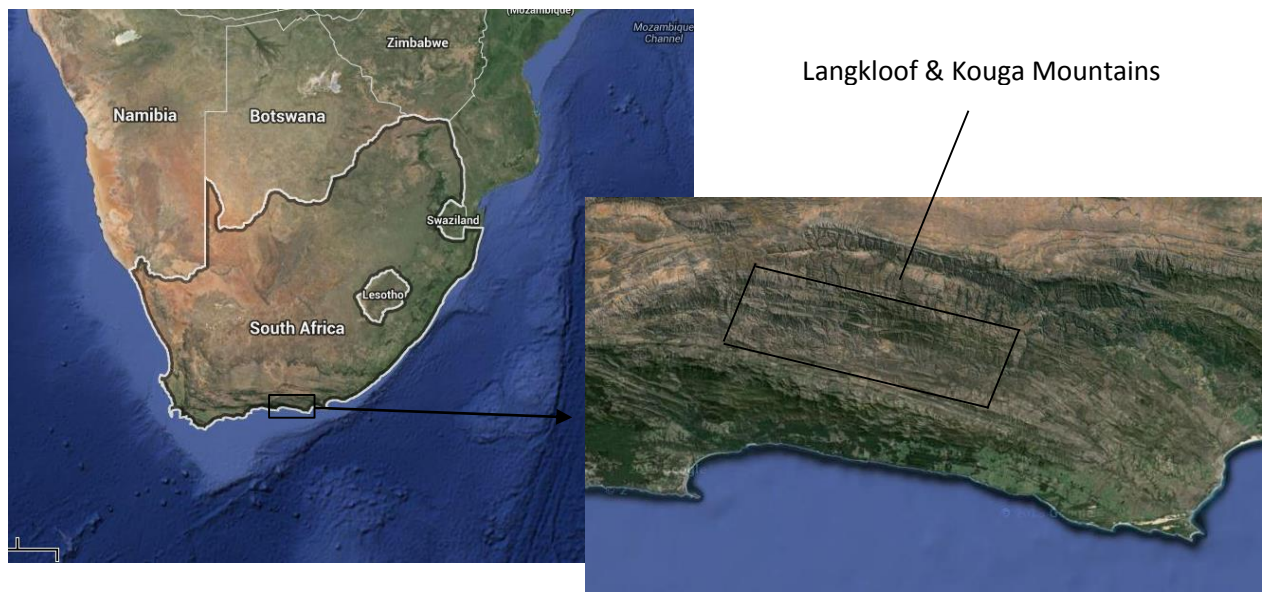 (Mozambique)
Mozambique
Channel
Zimbabwe
Namibia
Botswana
Swaziland
Lesotho
South Africa
Langkloof & Kouga Mountains